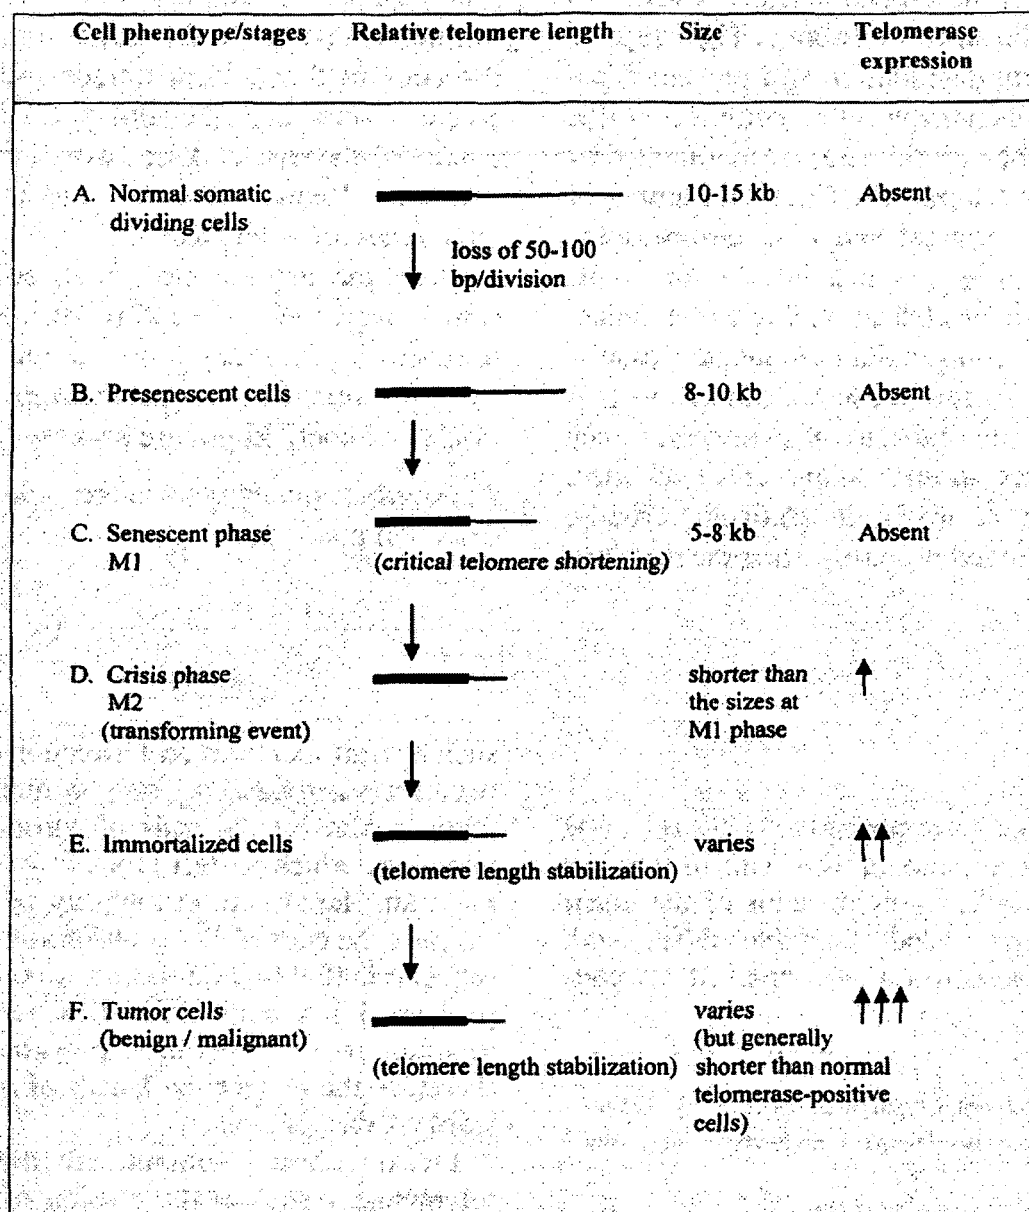 Cell phenotype/stages Relative telomere length Size Telomerase
expression
A. Normal somatic 10-15 kb Absent
dividing cells
loss of 50-100
bp/division
B. Presenescent cells 8-10 kb Absent
C. Senescent phase 5-8 kb Absent
M1 (critical telomere shortening)
D. Crisis phase shorter than
M2 the sizes at
(transforming event) M1 phase
E. Immortalized cells varies
(telomere length stabilization)
F. Tumor cells varies
(benign / malignant) (but generally
(telomere length stabilization) shorter than normal
telomerase-positive
cells)